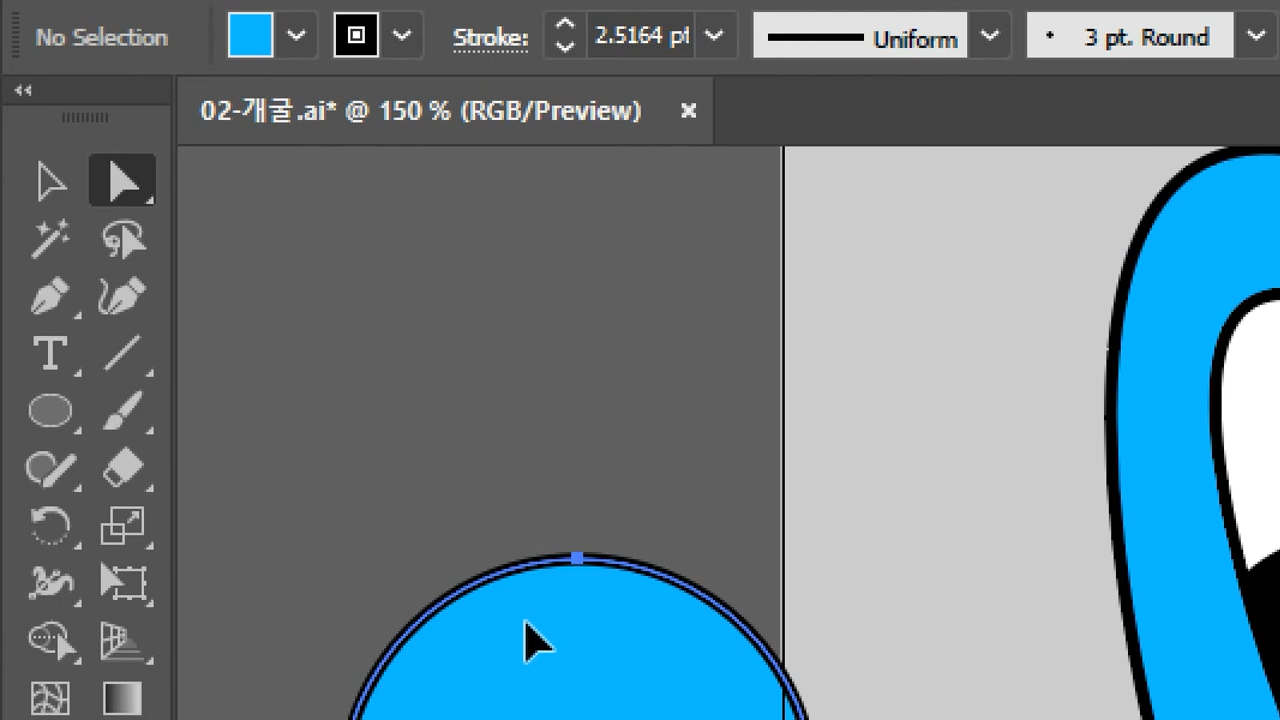 No Selection
Stroke:
2.5164 pt
Uniform
3 pt. Round
02-개굴.ai* @ 150 % (RGB/Preview)